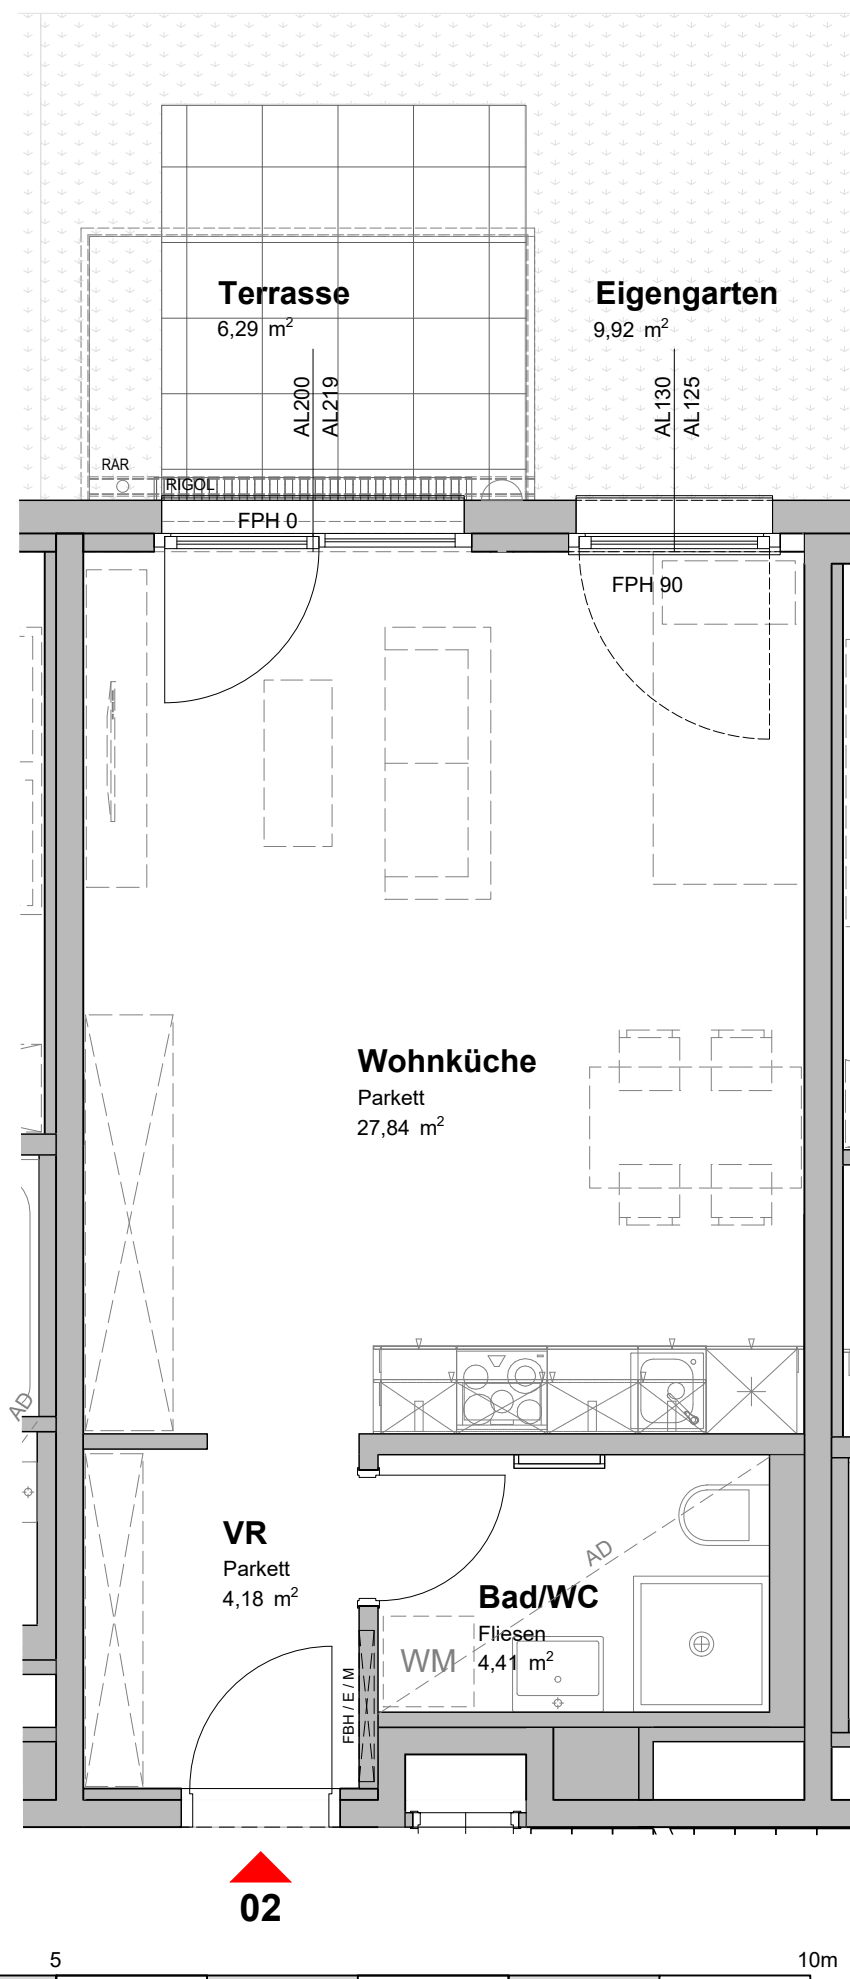 Terrasse
6,29 m²
Eigengarten
9,92 m²
AL200
AL219
AL130
AL125
RAR
RIGOL
FPH 0
FPH 90
Wohnküche
Parkett
27,84 m²
AD
VR
Parkett
4,18 m²
AD
Bad/WC
Fliesen
4,41 m²
WM
FBH / E / M
02
5
10m